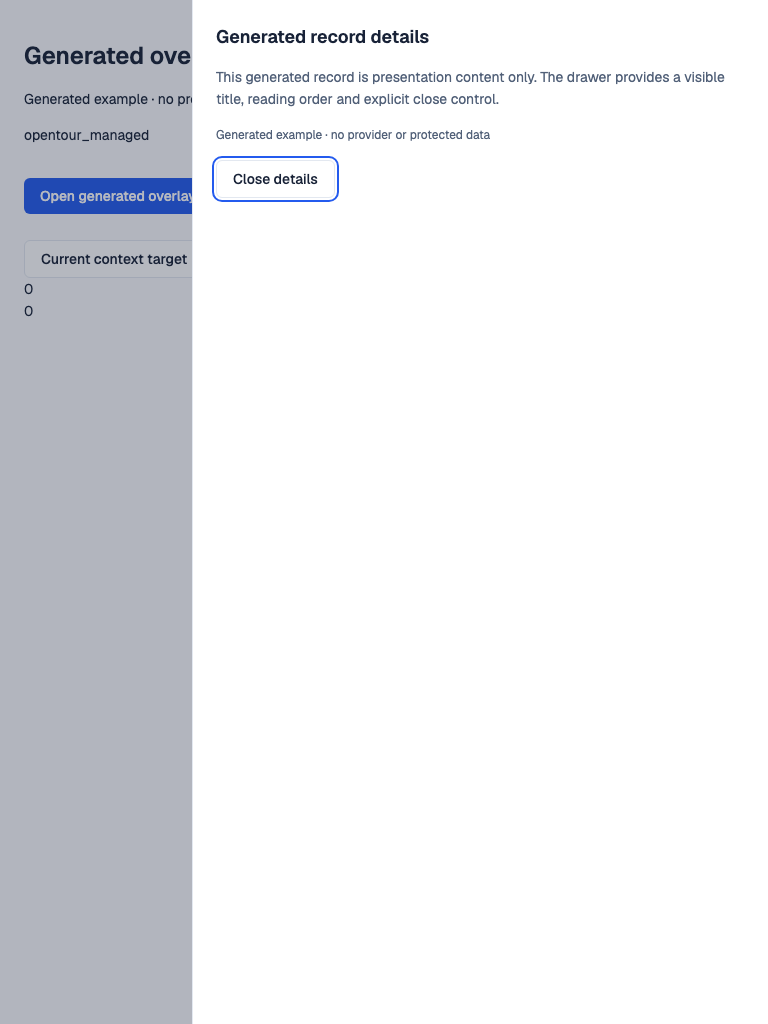 Generated ove
Generated example · no pr
opentour_managed
Open generated overlay
Current context target
0
0
Generated record details
This generated record is presentation content only. The drawer provides a visible
title, reading order and explicit close control.
Generated example · no provider or protected data
Close details